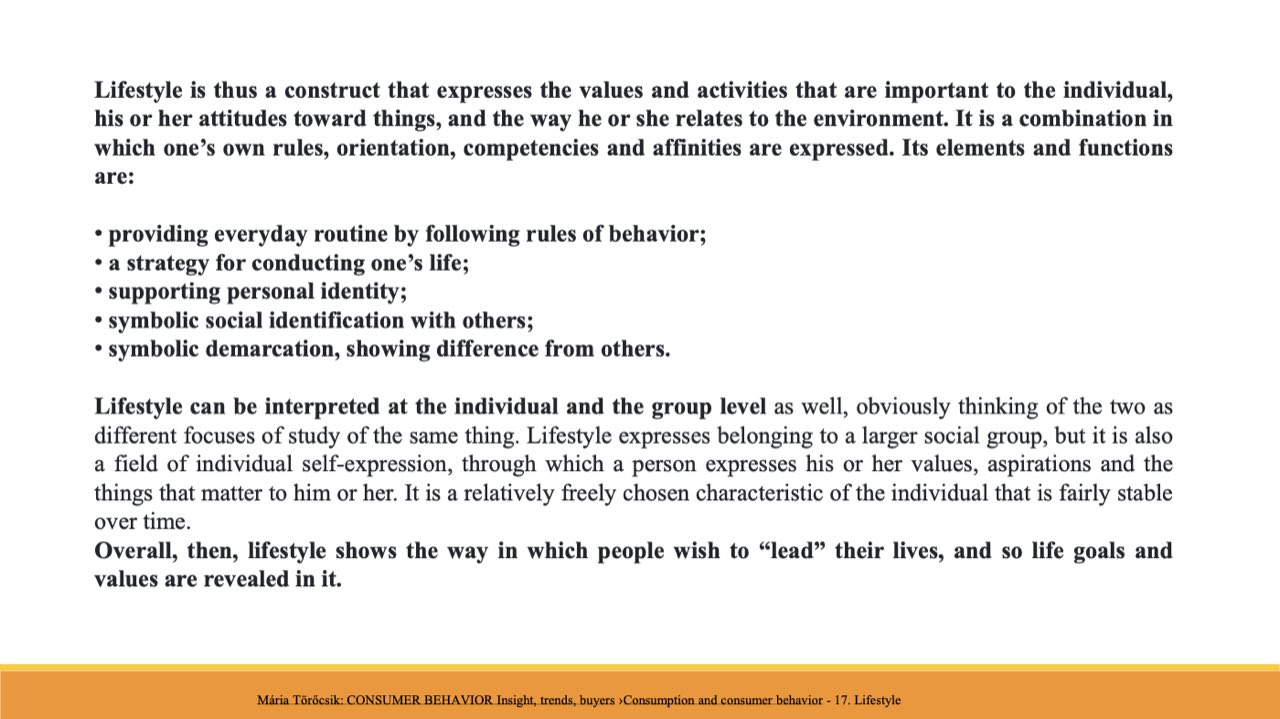 Lifestyle is thus a construct that expresses the values and activities that are important to the individual,
his or her attitudes toward things, and the way he or she relates to the environment. It is a combination in
which one’s own rules, orientation, competencies and affinities are expressed. Its elements and functions
are:
• providing everyday routine by following rules of behavior;
• a strategy for conducting one’s life;
• supporting personal identity;
• symbolic social identification with others;
• symbolic demarcation, showing difference from others.
Lifestyle can be interpreted at the individual and the group level as well, obviously thinking of the two as
different focuses of study of the same thing. Lifestyle expresses belonging to a larger social group, but it is also
a field of individual self-expression, through which a person expresses his or her values, aspirations and the
things that matter to him or her. It is a relatively freely chosen characteristic of the individual that is fairly stable
over time.
Overall, then, lifestyle shows the way in which people wish to “lead” their lives, and so life goals and
values are revealed in it.
Mária Törőcsik: CONSUMER BEHAVIOR Insight, trends, buyers ›Consumption and consumer behavior - 17. Lifestyle